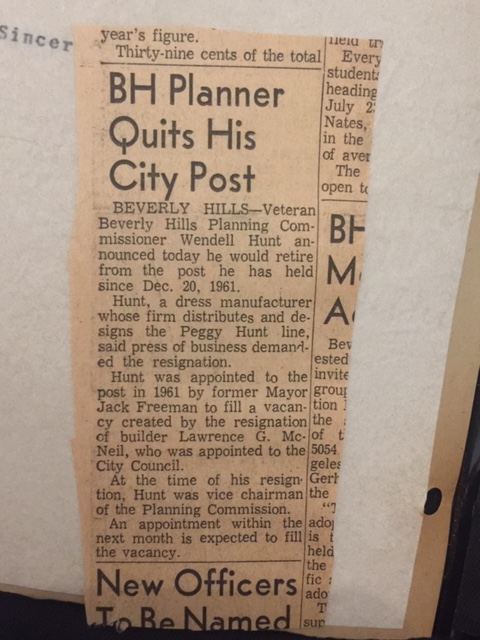 Sincer
year's figure.
Thirty-nine cents of the total
BH Planner
Quits His
City Post
BEVERLY HILLS—Veteran
Beverly Hills Planning Com-
missioner Wendell Hunt an-
nounced today he would retire
from the post he has held
since Dec. 20, 1961.
Hunt, a dress manufacturer
whose firm distributes and de-
signs the Peggy Hunt line,
said press of business demand-
ed the resignation.
Hunt was appointed to the
post in 1961 by former Mayor
Jack Freeman to fill a vacan-
cy created by the resignation
of builder Lawrence G. Mc-
Neil, who was appointed to the
City Council.
At the time of his resign-
tion, Hunt was vice chairman
of the Planning Commission.
An appointment within the
next month is expected to fill
the vacancy.
New Officers
To Be Named
Every
students
heading
July
Nates,
in the
of aver
The
open to
BH
Bev
ested
invite
group
tion
the
of t
5054
geles
Gerh
the
adop
is t
held
the
fic
ado
T
sur